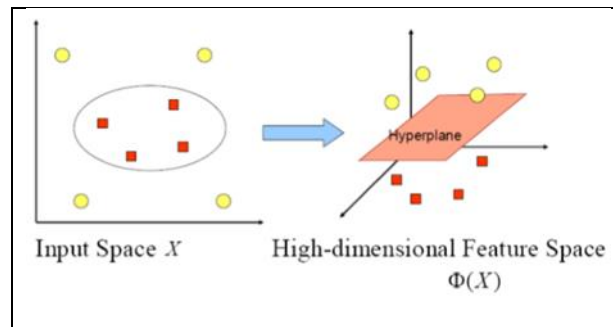 Hyperplane
Input Space X
High-dimensional Feature Space
Φ(X)